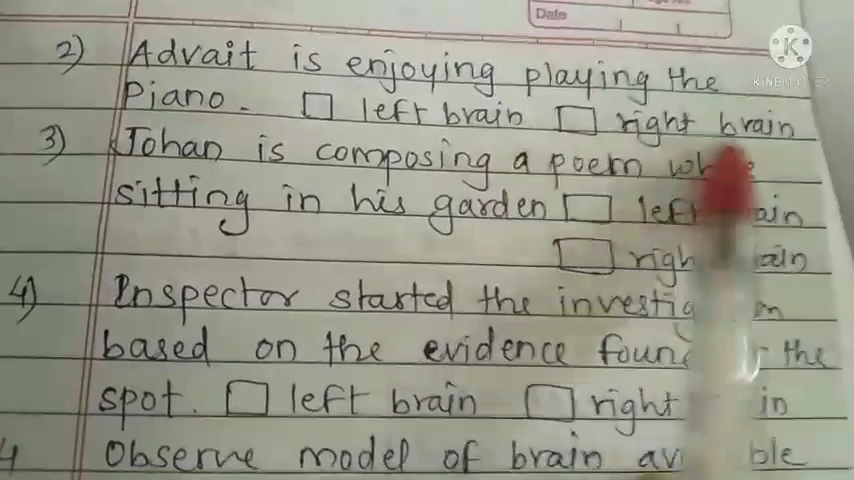 Date
KINEMASTER
2) Advait is enjoying playing the
Piano. □ left brain □ right brain
3) Johan is composing a poem
sitting in his garden □
□
4) Inspector started the
based on the evidence the
spot. □ left brain □ right
4 Observe model of brain